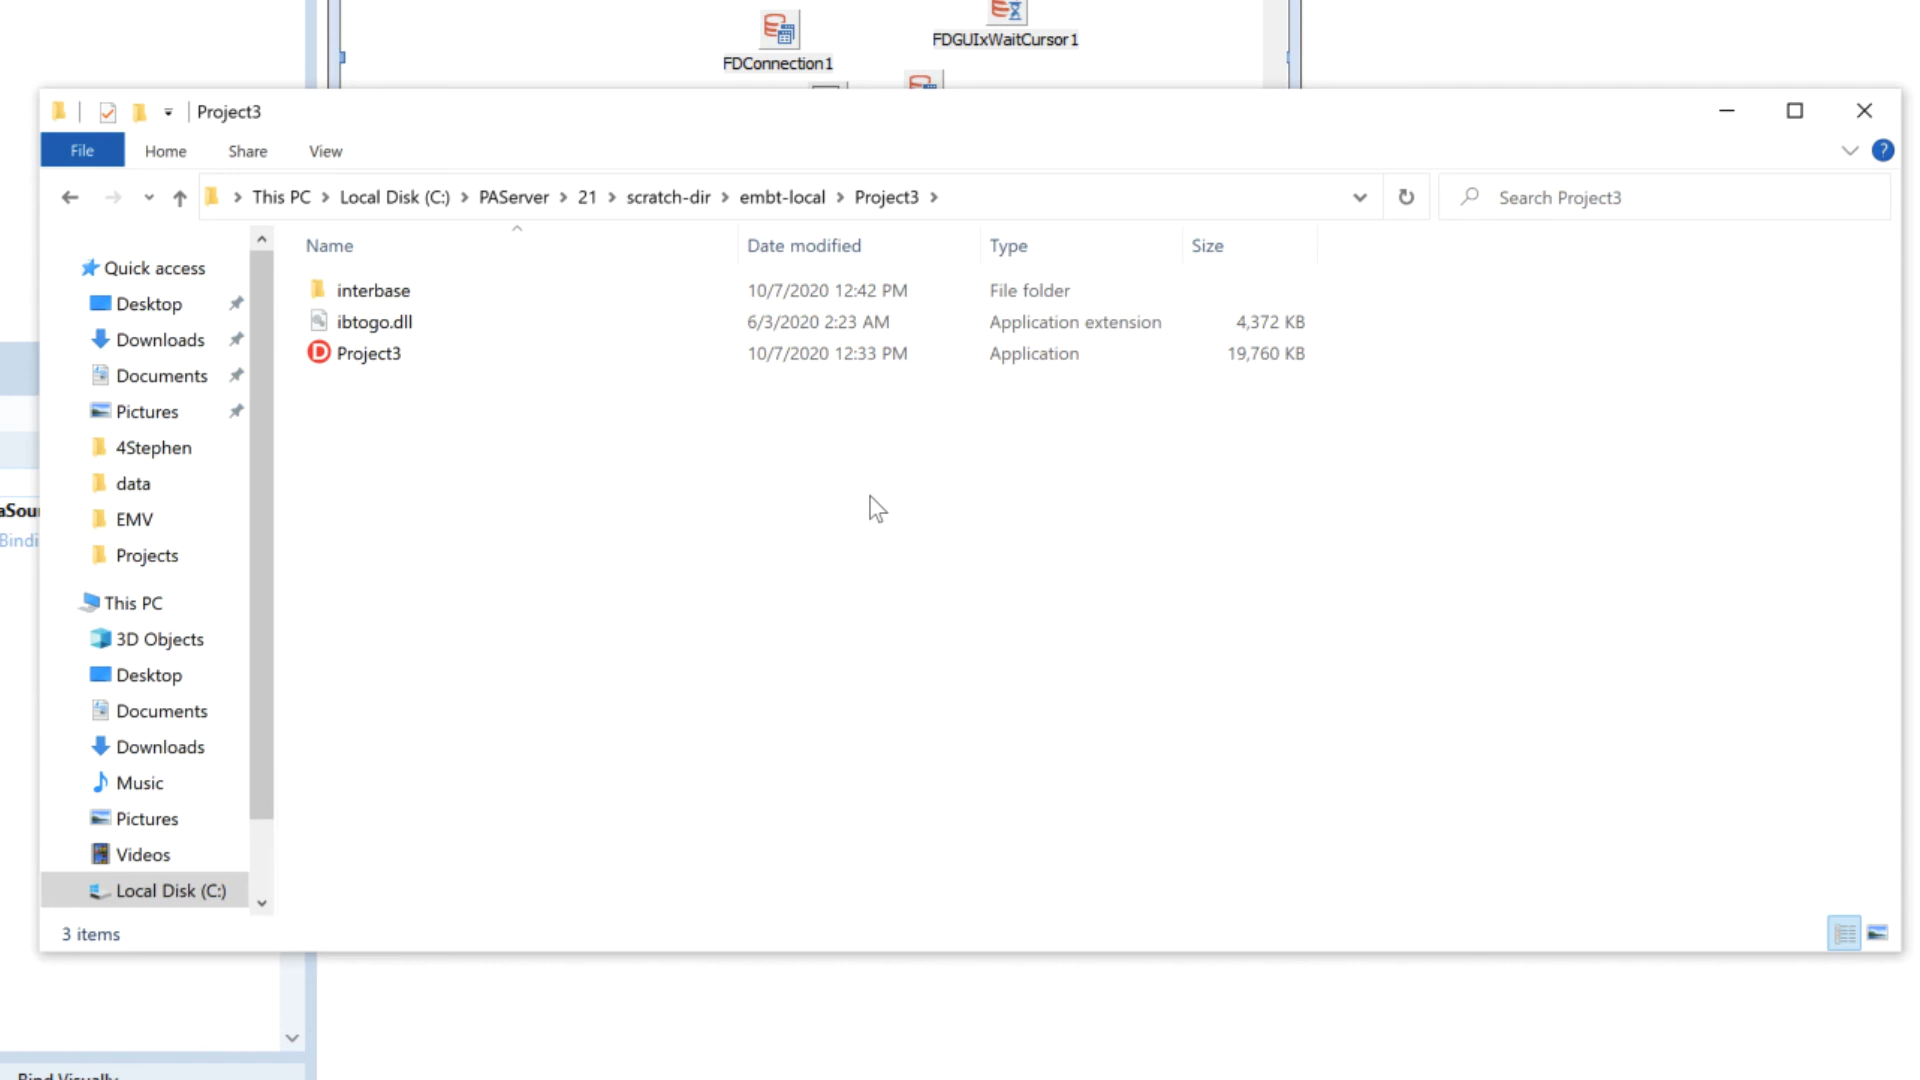 FDGUIxWaitCursor1
FDConnection1
Project3
File Home Share View
This PC Local Disk (C:) PAServer 21 scratch-dir embt-local Project3
Search Project3
Name Date modified Type Size
interbase 10/7/2020 12:42 PM File folder
ibtogo.dll 6/3/2020 2:23 AM Application extension 4,372 KB
Project3 10/7/2020 12:33 PM Application 19,760 KB
Quick access
Desktop
Downloads
Documents
Pictures
4Stephen
data
EMV
Projects
This PC
3D Objects
Desktop
Documents
Downloads
Music
Pictures
Videos
Local Disk (C:)
3 items
aSou
Bindi
Bind Visually